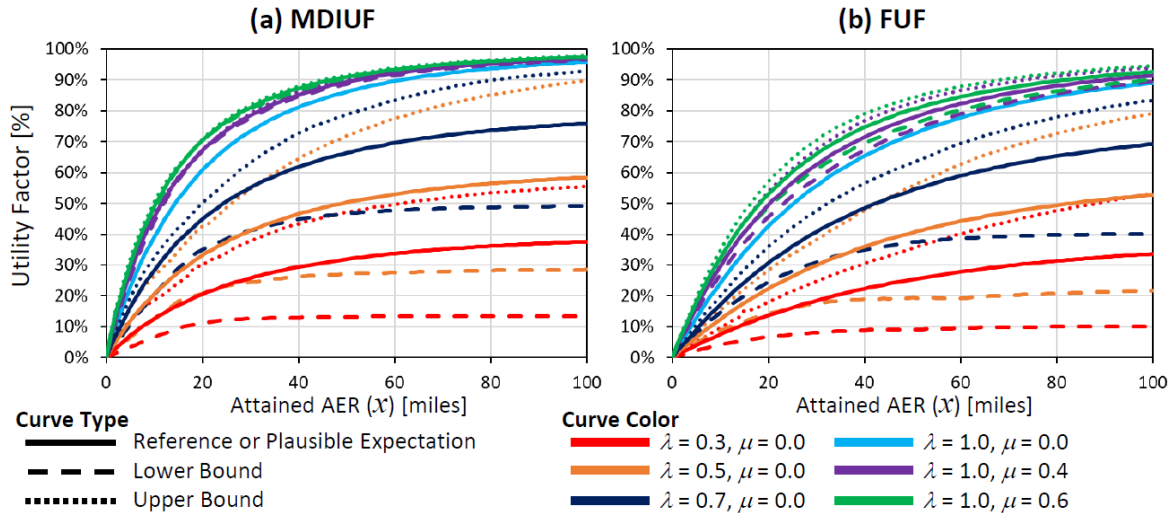 (a) MDIUF
(b) FUF
Utility Factor [%]
100%
90%
80%
70%
60%
50%
40%
30%
20%
10%
0%
0 20 40 60 80 100
Attained AER (x) [miles]
100%
90%
80%
70%
60%
50%
40%
30%
20%
10%
0%
0 20 40 60 80 100
Attained AER (x) [miles]
Curve Type
Reference or Plausible Expectation
Lower Bound
Upper Bound
Curve Color
λ = 0.3, μ = 0.0
λ = 0.5, μ = 0.0
λ = 0.7, μ = 0.0
λ = 1.0, μ = 0.0
λ = 1.0, μ = 0.4
λ = 1.0, μ = 0.6